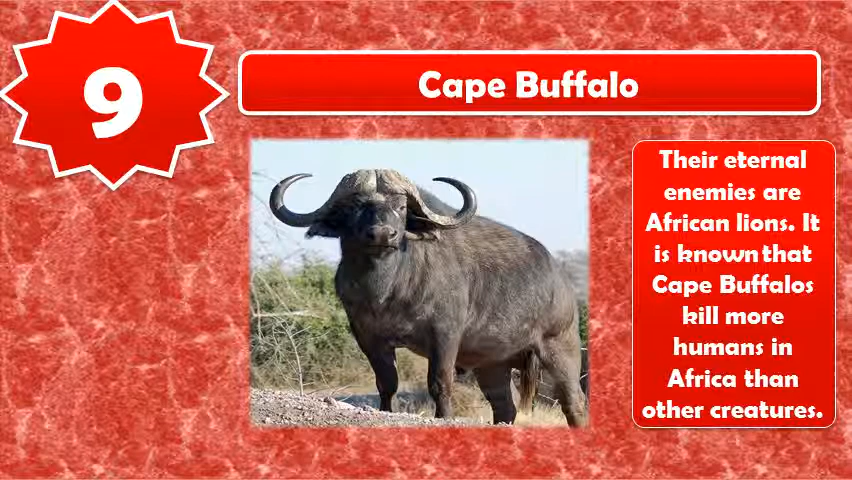 9
Cape Buffalo
Their eternal
enemies are
African lions. It
is known that
Cape Buffalos
kill more
humans in
Africa than
other creatures.